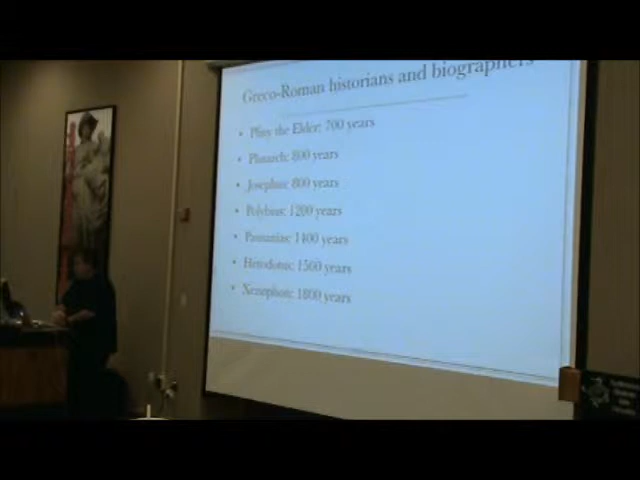 Greco-Roman historians and biographers
• Pliny the Elder: 700 years
• Plutarch: 800 years
• Josephus: 800 years
• Polybius: 1200 years
• Pausanias: 1400 years
• Herodotus: 1500 years
• Xenophon: 1800 years